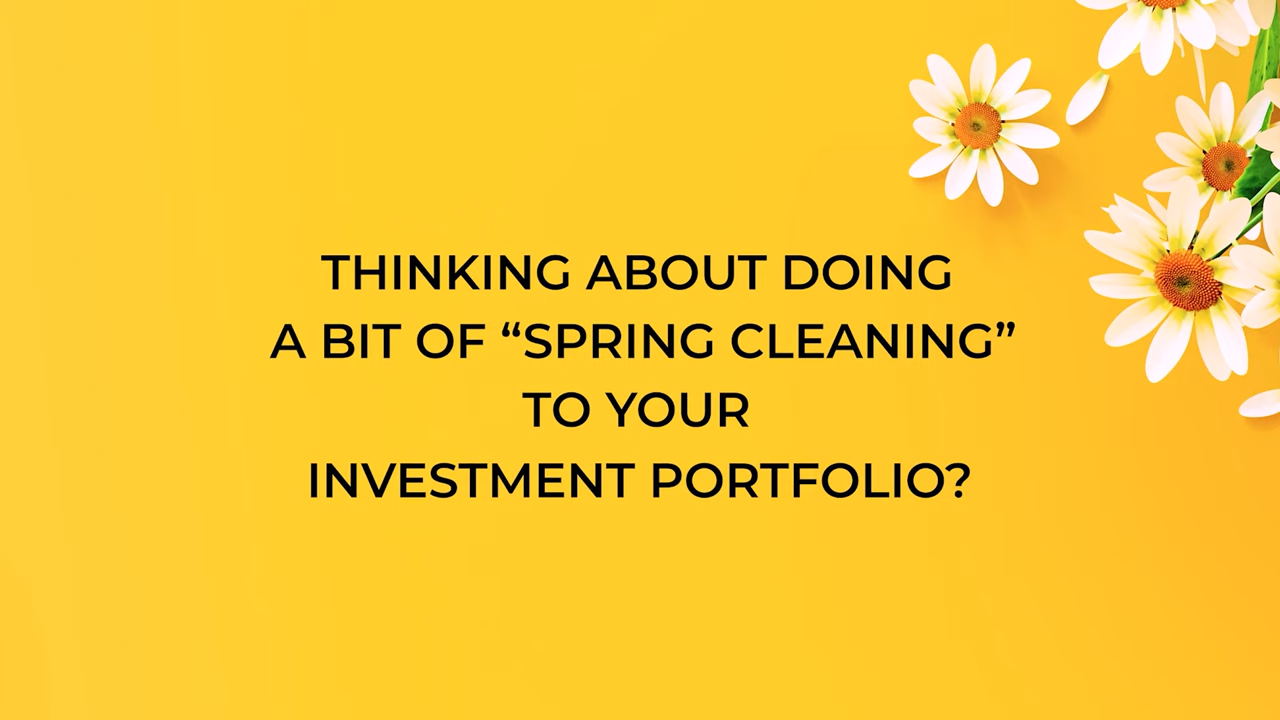 THINKING ABOUT DOING
A BIT OF “SPRING CLEANING”
TO YOUR
INVESTMENT PORTFOLIO?